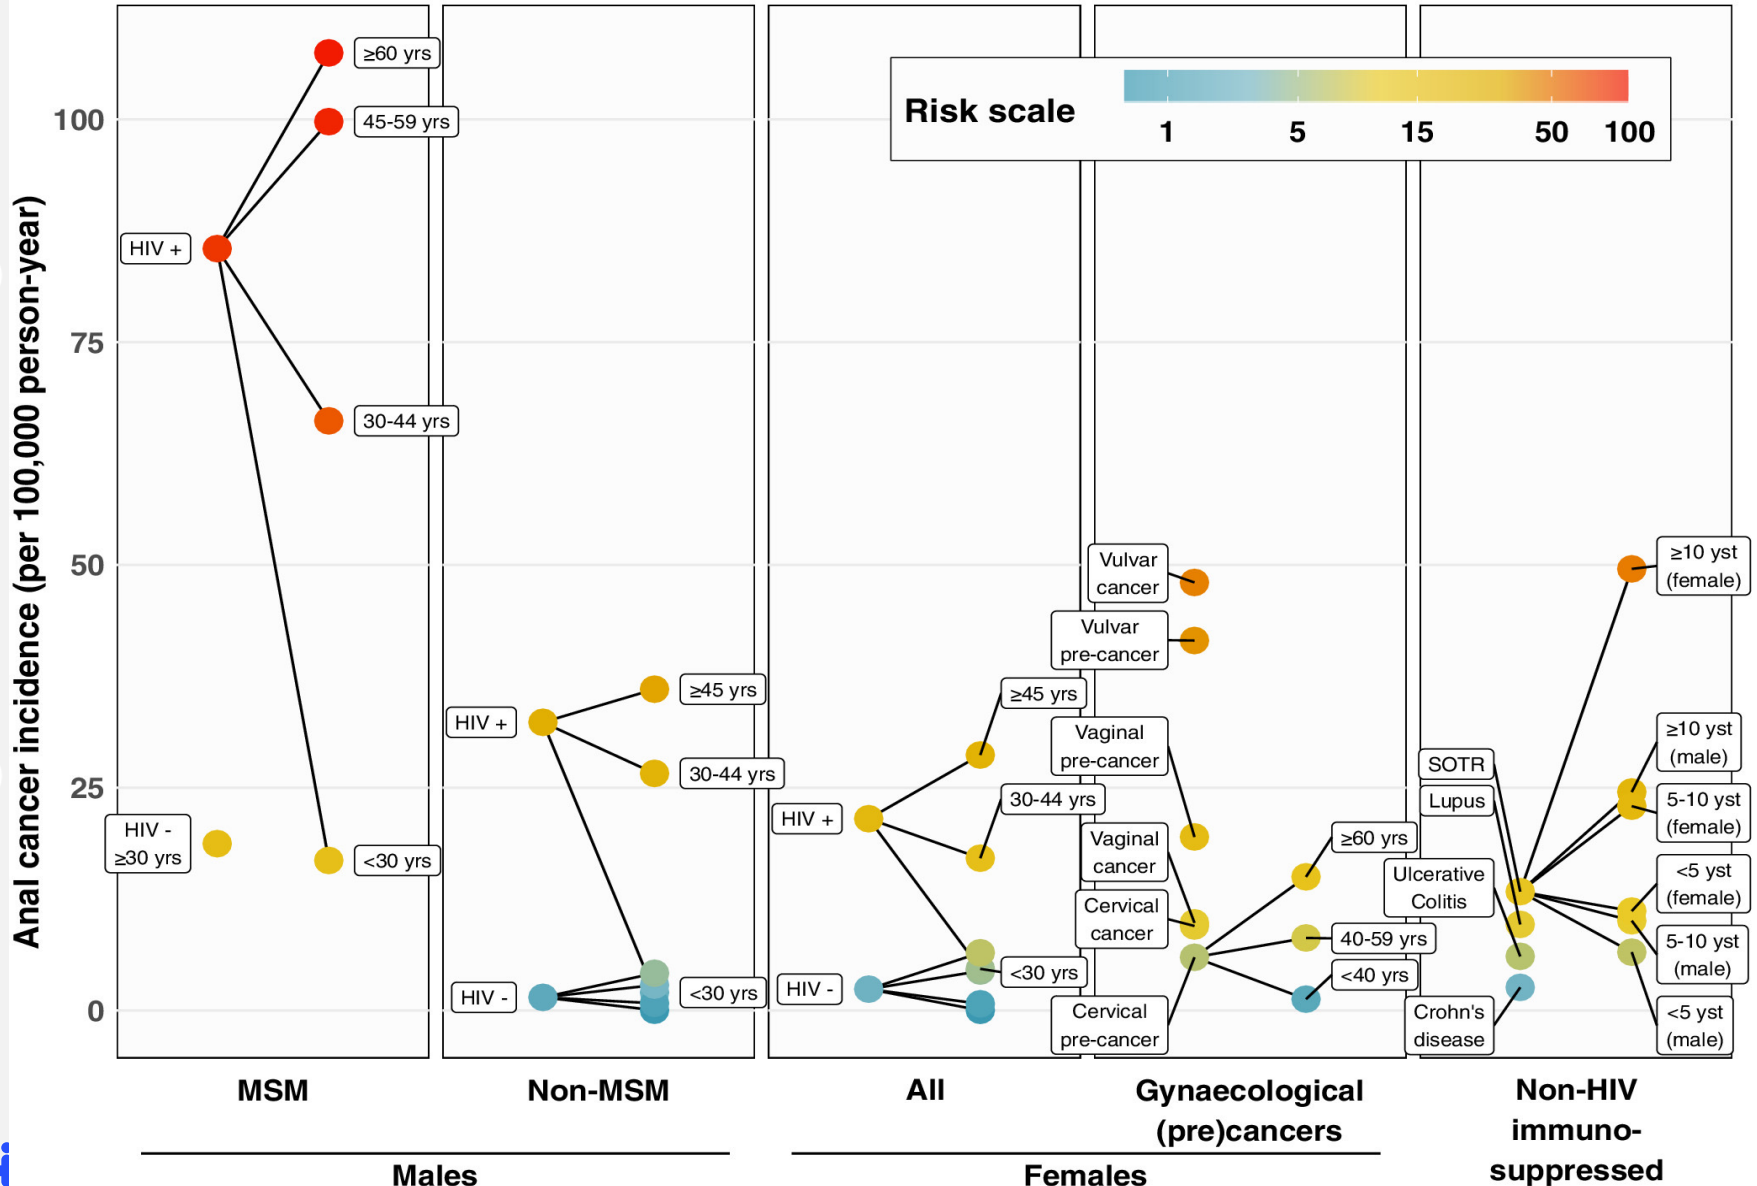 Anal cancer incidence (per 100,000 person-year)
100
75
50
25
0
Risk scale
1 5 15 50 100
≥60 yrs
45-59 yrs
HIV +
30-44 yrs
HIV -
≥30 yrs
<30 yrs
HIV +
≥45 yrs
30-44 yrs
HIV -
<30 yrs
HIV +
≥45 yrs
30-44 yrs
HIV -
<30 yrs
Vulvar
cancer
Vulvar
pre-cancer
Vaginal
pre-cancer
Vaginal
cancer
Cervical
cancer
Cervical
pre-cancer
≥60 yrs
40-59 yrs
<40 yrs
SOTR
Lupus
Ulcerative
Colitis
Crohn's
disease
≥10 yst
(female)
≥10 yst
(male)
5-10 yst
(female)
<5 yst
(female)
5-10 yst
(male)
<5 yst
(male)
MSM
Non-MSM
All
Gynaecological
(pre)cancers
Non-HIV
immuno-
suppressed
Males
Females